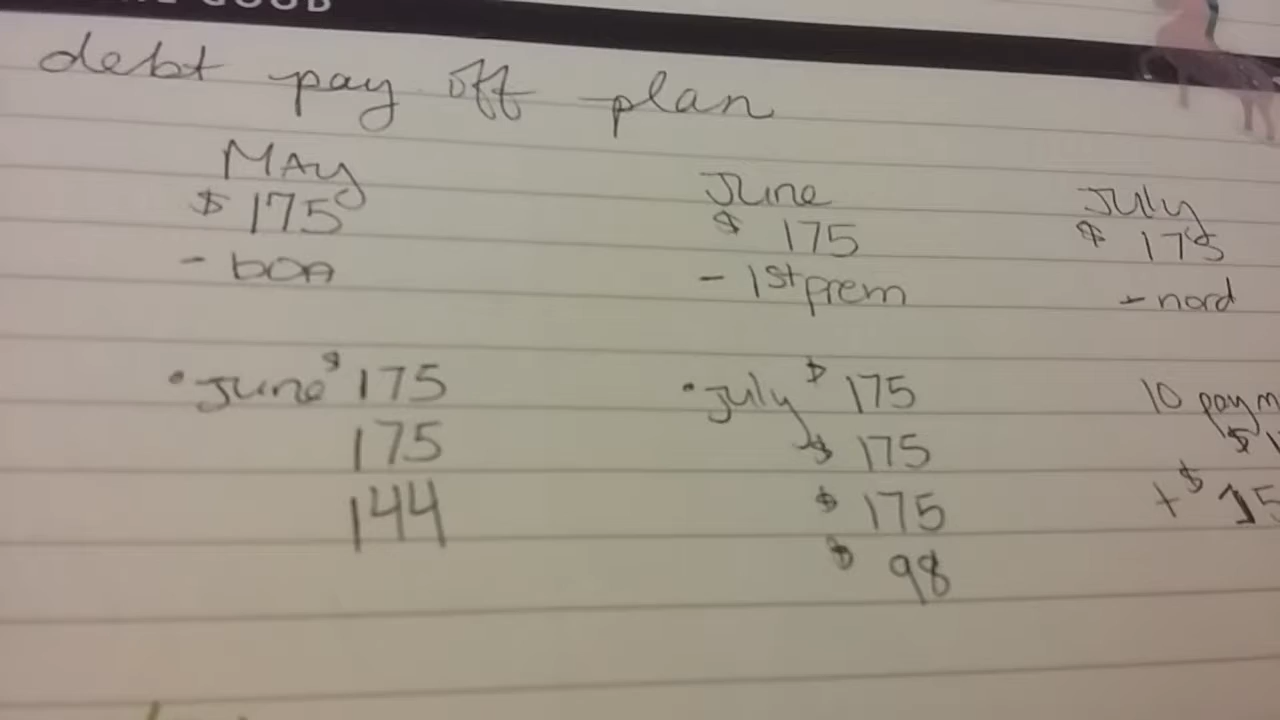 GOOD
debt pay off plan
MAY
$ 175
- BOA
June
$ 175
- 1st prem
July
$ 175
- nord
• June $ 175
175
144
• July $ 175
$ 175
$ 175
$ 98
10
$
+ $